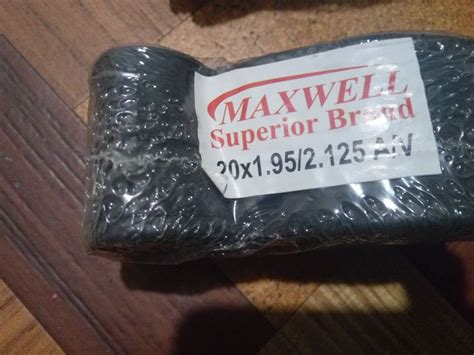 MAXWELL
Superior Brand
20x1.95/2.125 A/V